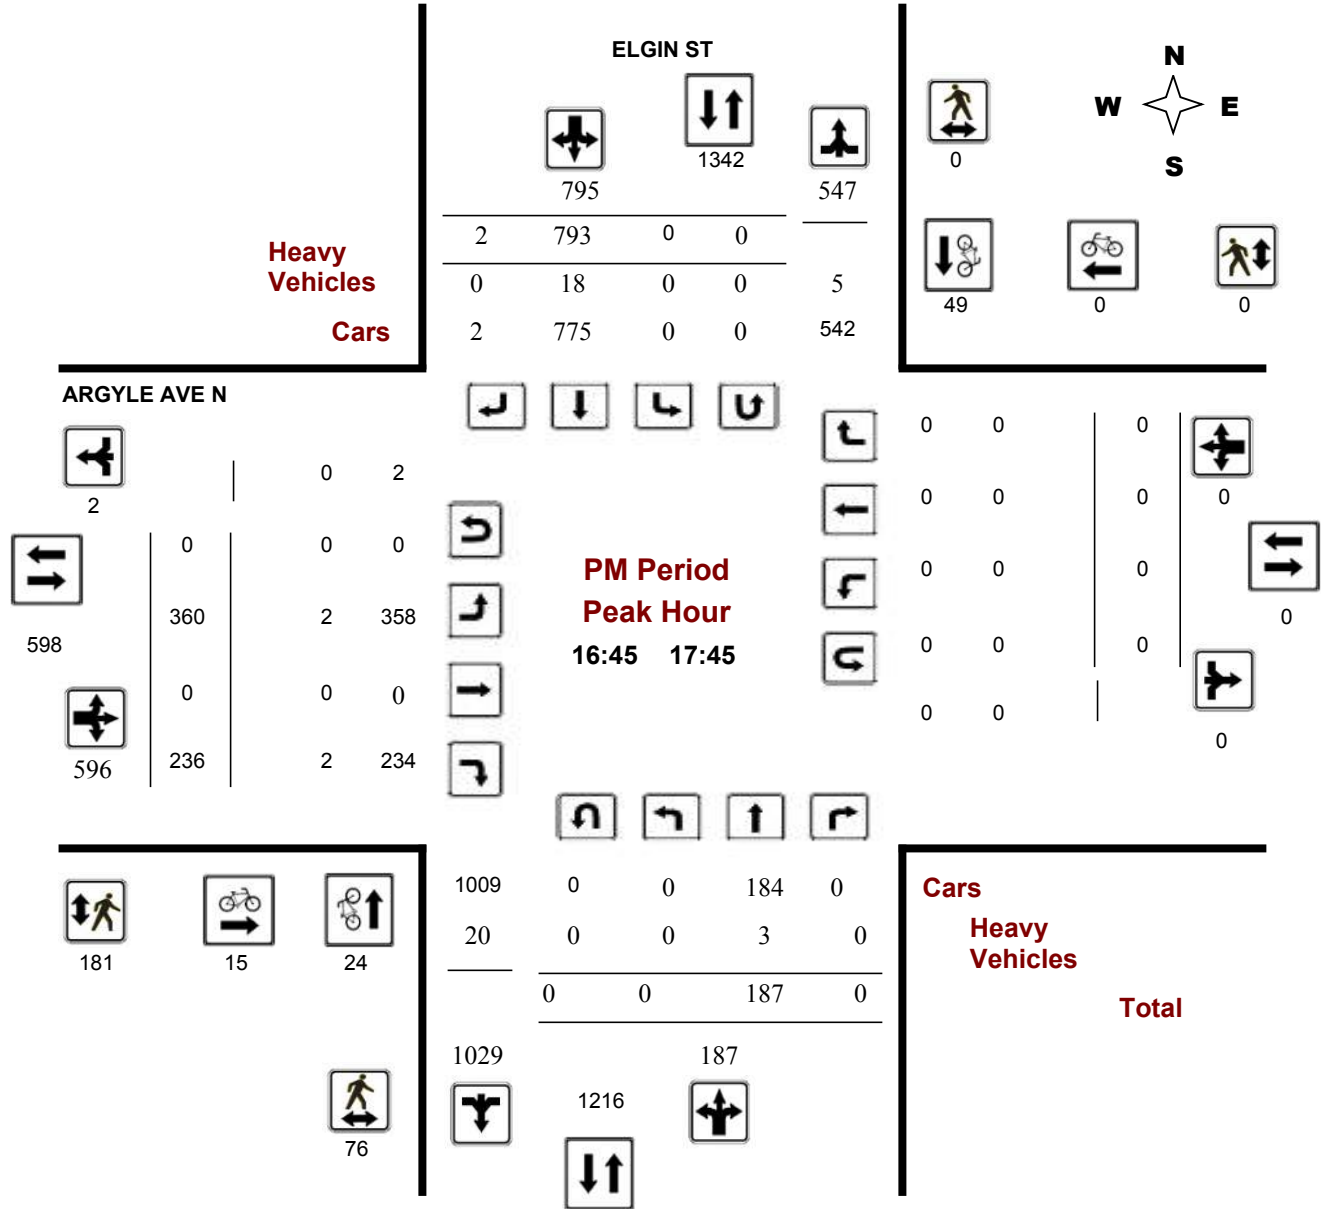 ELGIN ST
N
W E
S
1342
0
795 547
2 793 0 0
Heavy
Vehicles
0 18 0 0 5
49 0 0
Cars 2 775 0 0 542
ARGYLE AVE N
0 0 0
0 2
2
0 0 0 0
0 0 0
PM Period
0 0 0
Peak Hour
360 2 358
0
598
16:45 17:45
0 0 0
0 0 0
0 0
0
596
236 2 234
1009 0 0 184 0
Cars
20 0 0 3 0
Heavy
Vehicles
181 15 24
0 0 187 0
Total
1029 187
1216
76